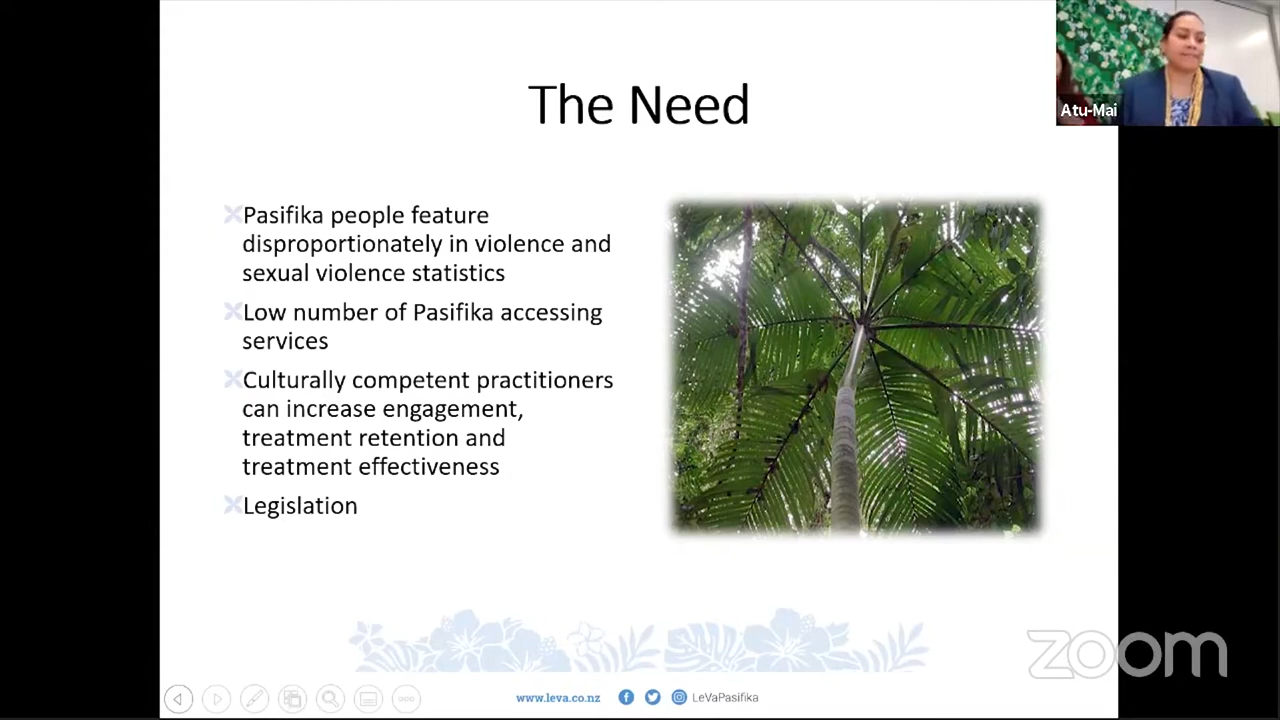 The Need
Atu-Mai
Pasifika people feature
disproportionately in violence and
sexual violence statistics
Low number of Pasifika accessing
services
Culturally competent practitioners
can increase engagement,
treatment retention and
treatment effectiveness
Legislation
zoom
www.leva.co.nz LeVaPasifika